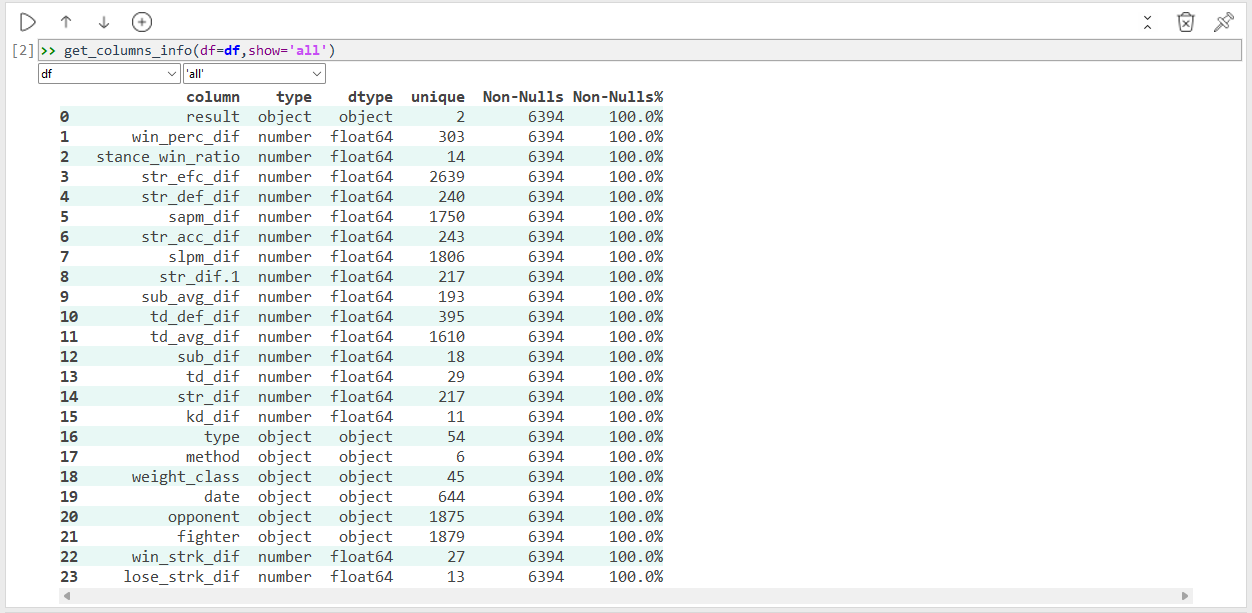 [2] >> get_columns_info(df=df,show='all')
df 'all'
column type dtype unique Non-Nulls Non-Nulls%
0 result object object 2 6394 100.0%
1 win_perc_dif number float64 303 6394 100.0%
2 stance_win_ratio number float64 14 6394 100.0%
3 str_efc_dif number float64 2639 6394 100.0%
4 str_def_dif number float64 240 6394 100.0%
5 sapm_dif number float64 1750 6394 100.0%
6 str_acc_dif number float64 243 6394 100.0%
7 slpm_dif number float64 1806 6394 100.0%
8 str_dif.1 number float64 217 6394 100.0%
9 sub_avg_dif number float64 193 6394 100.0%
10 td_def_dif number float64 395 6394 100.0%
11 td_avg_dif number float64 1610 6394 100.0%
12 sub_dif number float64 18 6394 100.0%
13 td_dif number float64 29 6394 100.0%
14 str_dif number float64 217 6394 100.0%
15 kd_dif number float64 11 6394 100.0%
16 type object object 54 6394 100.0%
17 method object object 6 6394 100.0%
18 weight_class object object 45 6394 100.0%
19 date object object 644 6394 100.0%
20 opponent object object 1875 6394 100.0%
21 fighter object object 1879 6394 100.0%
22 win_strk_dif number float64 27 6394 100.0%
23 lose_strk_dif number float64 13 6394 100.0%